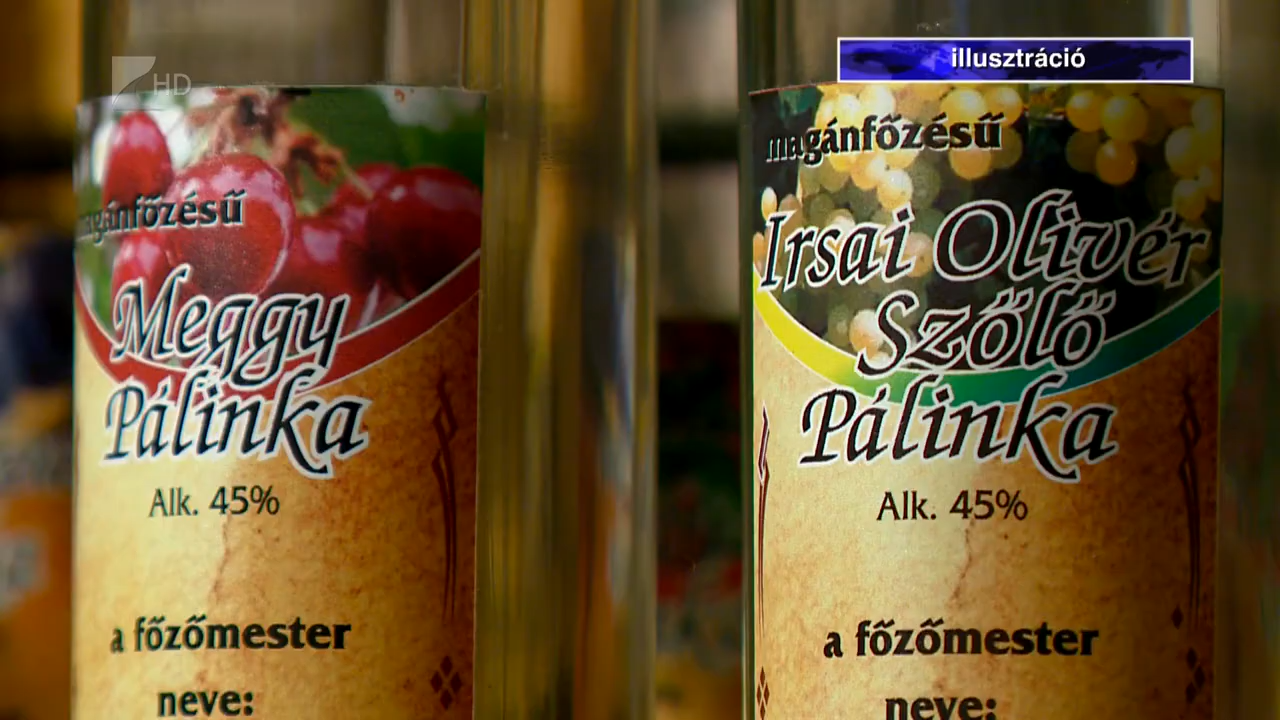 HD
illusztráció
magánfőzésű
Meggy
Pálinka
Alk. 45%
a főzőmester
neve:
magánfőzésű
Irsai Olivér
Szőlő
Pálinka
Alk. 45%
a főzőmester
neve: